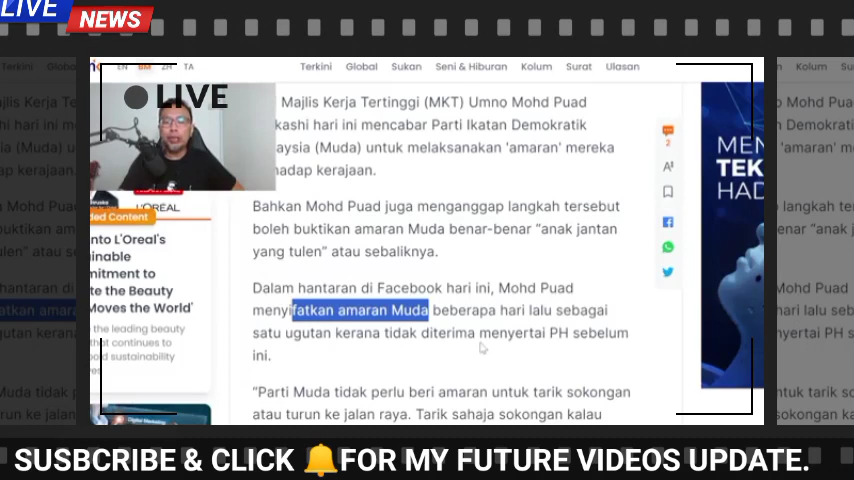 LIVE
NEWS
EN BM ZH TA
Terkini Global Sukan Seni & Hiburan Kolum Surat Ulasan
LIVE
Majlis Kerja Tertinggi (MKT) Umno Mohd Puad
kashi hari ini mencabar Parti Ikatan Demokratik
aysia (Muda) untuk melaksanakan 'amaran' mereka
hadap kerajaan.
Bahkan Mohd Puad juga menganggap langkah tersebut
boleh buktikan amaran Muda benar-benar “anak jantan
yang tulen” atau sebaliknya.
Dalam hantaran di Facebook hari ini, Mohd Puad
menyifatkan amaran Muda beberapa hari lalu sebagai
satu ugutan kerana tidak diterima menyertai PH sebelum
ini.
“Parti Muda tidak perlu beri amaran untuk tarik sokongan
atau turun ke jalan raya. Tarik sahaja sokongan kalau
2
L'ORÉAL
ded Content
nto L'Oreal's
inable
mitment to
te the Beauty
Moves the World'
the leading beauty
that continues to
sustainability
MEN
TEK
HAD
SUSBCRIBE & CLICK 🔔FOR MY FUTURE VIDEOS UPDATE.